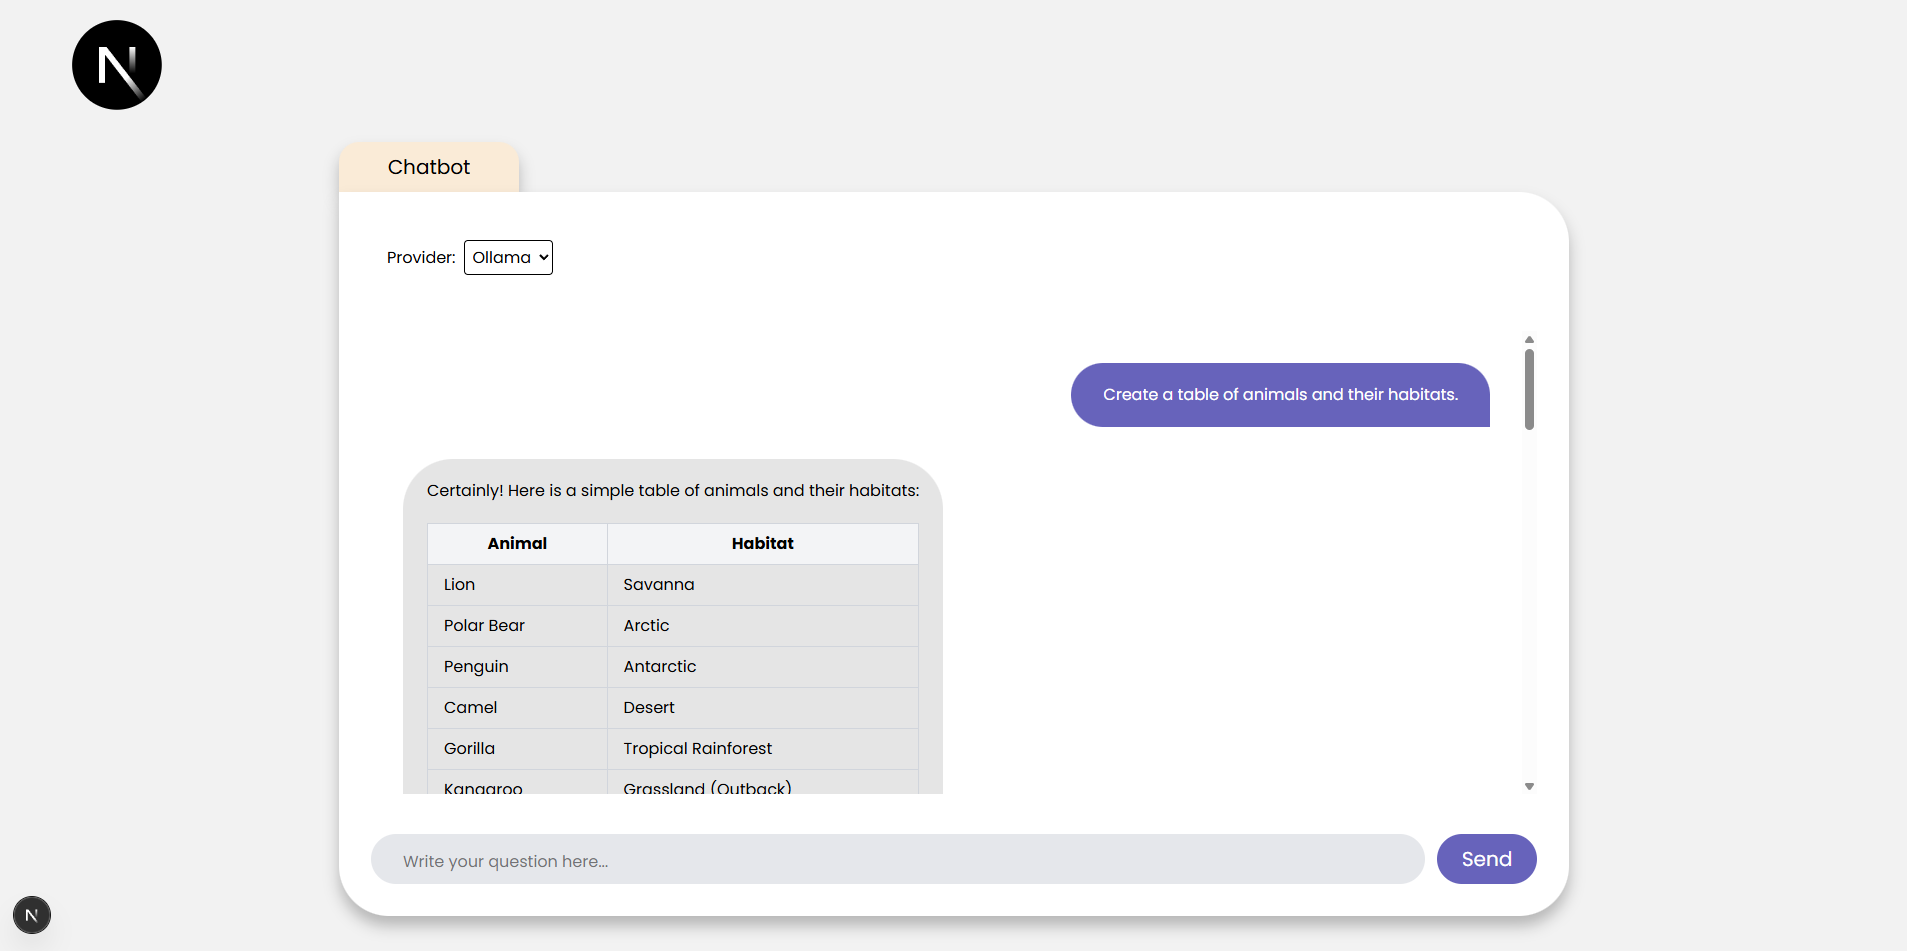 N
Chatbot
Provider: Ollama
Create a table of animals and their habitats.
Certainly! Here is a simple table of animals and their habitats:
Animal Habitat
Lion Savanna
Polar Bear Arctic
Penguin Antarctic
Camel Desert
Gorilla Tropical Rainforest
Kangaroo Grassland (Outback)
Write your question here...
Send
N